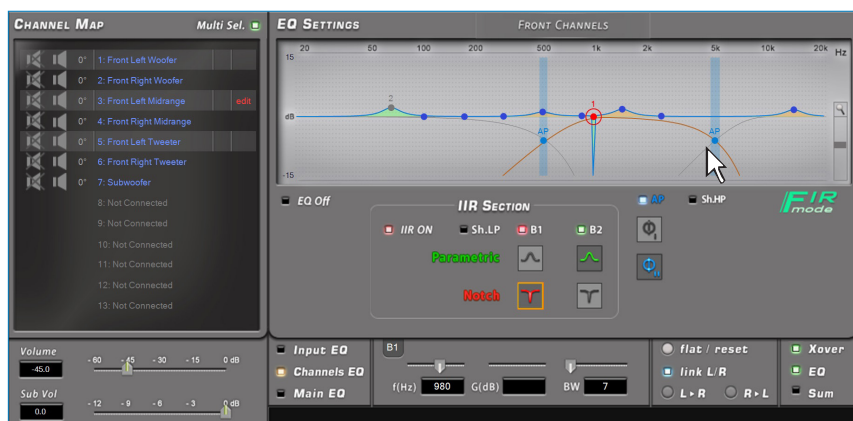 CHANNEL MAP
Multi Sel.
0° 1: Front Left Woofer
0° 2: Front Right Woofer
0° 3: Front Left Midrange edit
0° 4: Front Right Midrange
0° 5: Front Left Tweeter
0° 6: Front Right Tweeter
0° 7: Subwoofer
8: Not Connected
9: Not Connected
10: Not Connected
11: Not Connected
12: Not Connected
13: Not Connected
EQ SETTINGS
FRONT CHANNELS
20 50 100 200 500 1k 2k 5k 10k 20k Hz
15
dB
-15
2
1
AP
AP
EQ Off
IIR SECTION
IIR ON Sh.LP B1 B2
Parametric
Notch
AP Sh.HP
FIR
mode
Volume
-45.0
- 60 - 45 - 30 - 15 0 dB
Sub Vol
0.0
- 12 - 9 - 6 - 3 0 dB
Input EQ
Channels EQ
Main EQ
B1
f(Hz) 980 G(dB) BW 7
flat / reset
link L/R
L▸R R▸L
Xover
EQ
Sum